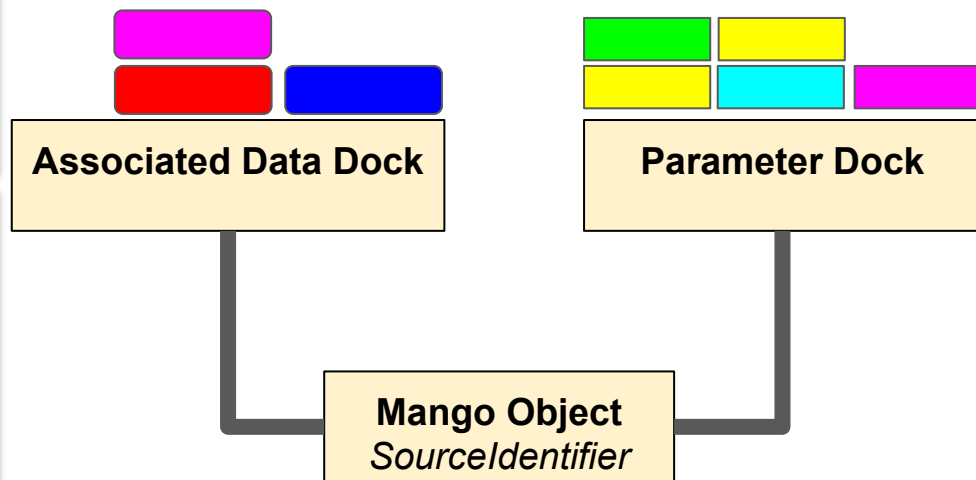 Associated Data Dock
Parameter Dock
Mango Object
SourceIdentifier